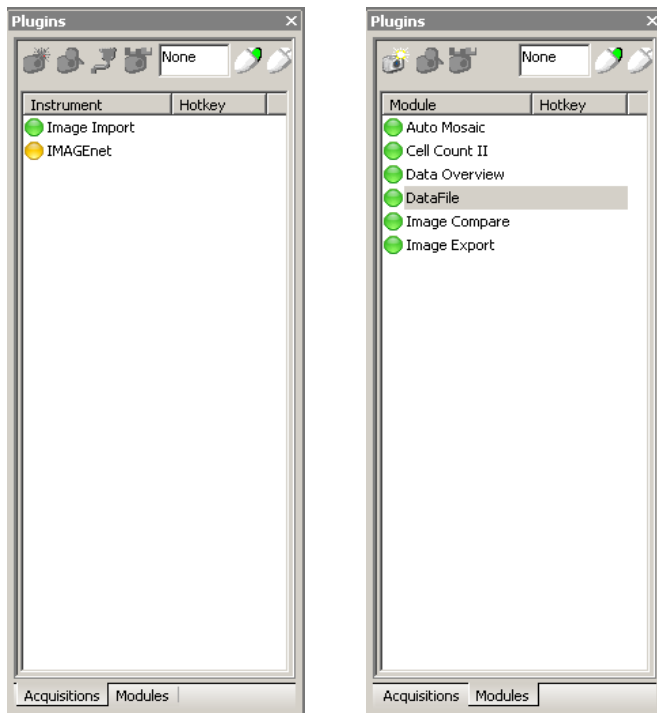 Plugins
None
Instrument Hotkey
Image Import
IMAGEnet
Acquisitions Modules
Plugins
None
Module Hotkey
Auto Mosaic
Cell Count II
Data Overview
DataFile
Image Compare
Image Export
Acquisitions Modules